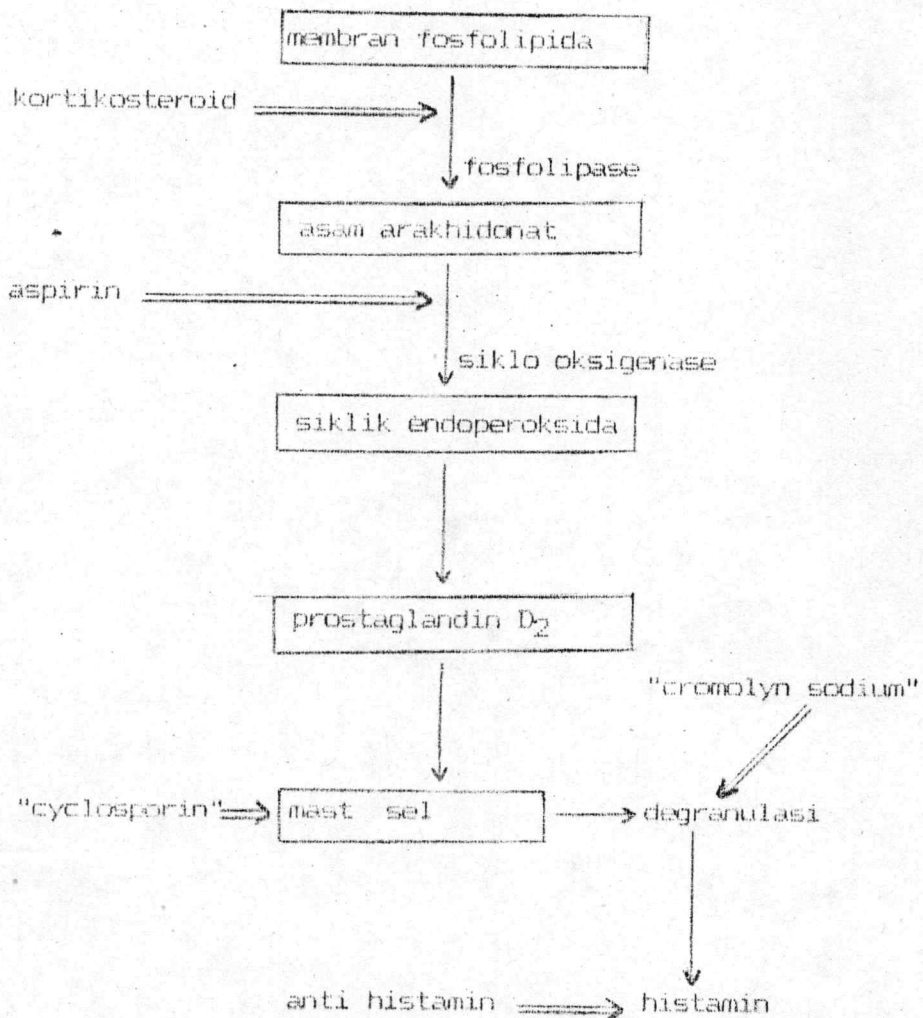 membran fosfolipida
kortikosteroid
fosfolipase
asam arakhidonat
aspirin
siklo oksigenase
siklik endoperoksida
prostaglandin D2
"cromolyn sodium"
"cyclosporin" mast sel degranulasi
anti histamin histamin